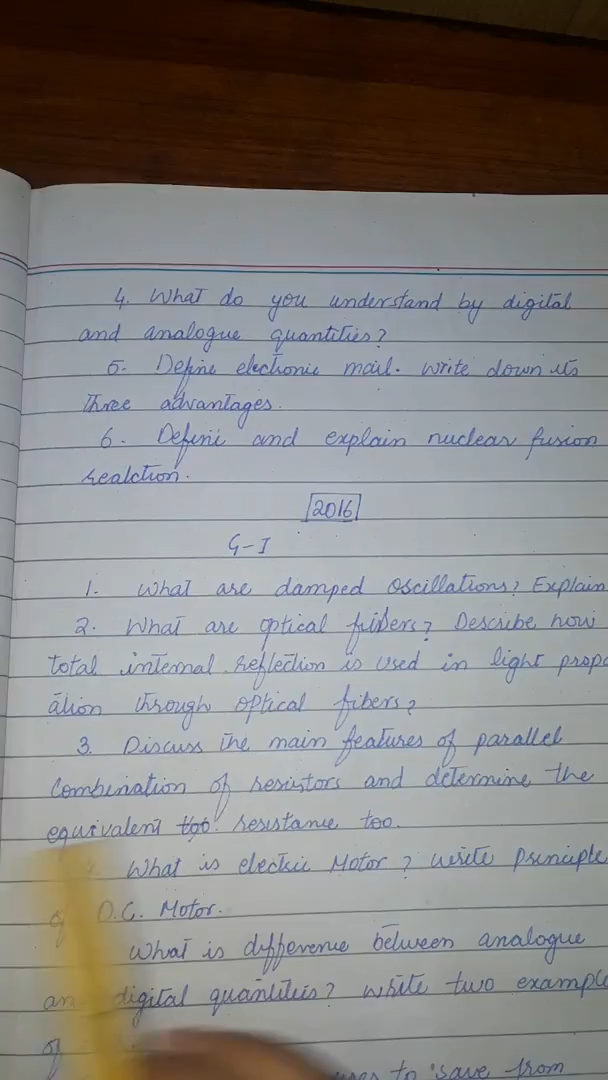 4. What do you understand by digital
and analogue quantities?
5. Define electronic mail. Write down its
three advantages.
6. Define and explain nuclear fusion
realction.
2016
G-I
1. What are damped oscillations? Explain
2. What are optical fibers? Describe how
total internal reflection is used in light propa
ation through optical fibers?
3. Discuss the main features of parallel
Combination of resistors and determine the
equivalent too. resistance too.
What is electric Motor? write principle
of D.C. Motor.
What is difference between analogue
an digital quantities? write two example
of
to save from